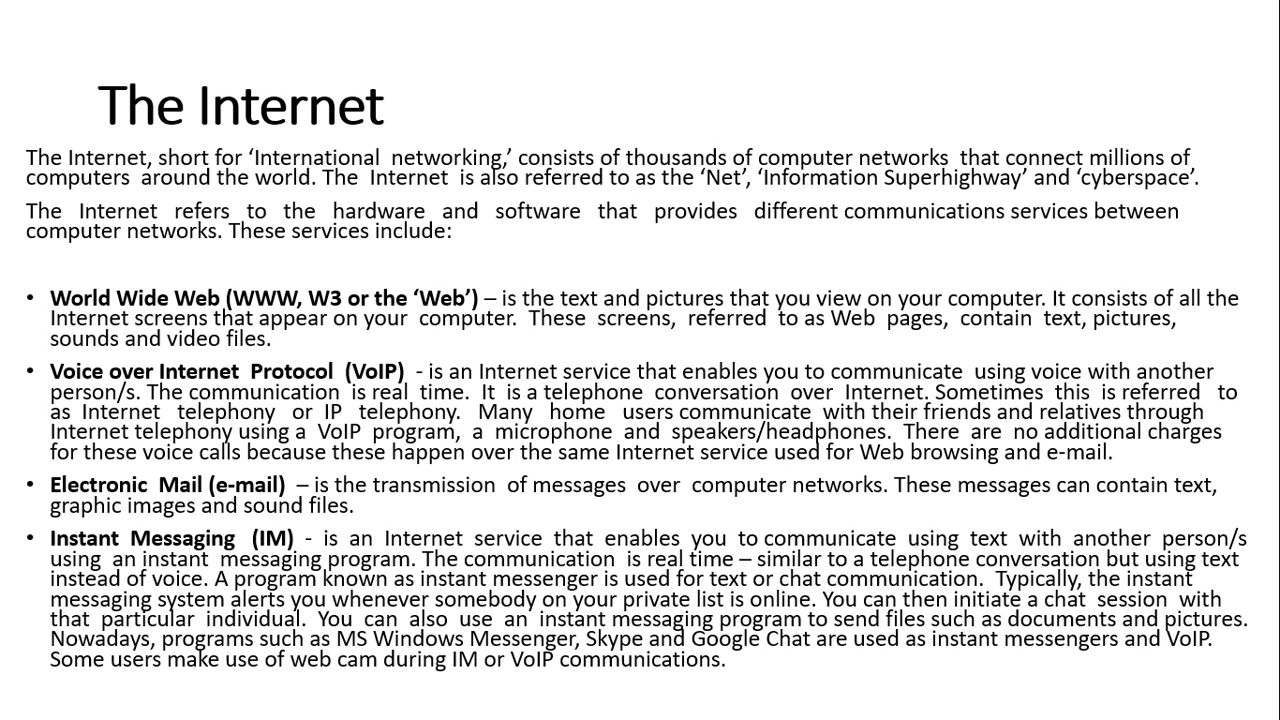 The Internet
The Internet, short for ‘International networking,’ consists of thousands of computer networks that connect millions of
computers around the world. The Internet is also referred to as the ‘Net’, ‘Information Superhighway’ and ‘cyberspace’.
The Internet refers to the hardware and software that provides different communications services between
computer networks. These services include:
• World Wide Web (WWW, W3 or the ‘Web’) – is the text and pictures that you view on your computer. It consists of all the
Internet screens that appear on your computer. These screens, referred to as Web pages, contain text, pictures,
sounds and video files.
• Voice over Internet Protocol (VoIP) - is an Internet service that enables you to communicate using voice with another
person/s. The communication is real time. It is a telephone conversation over Internet. Sometimes this is referred to
as Internet telephony or IP telephony. Many home users communicate with their friends and relatives through
Internet telephony using a VoIP program, a microphone and speakers/headphones. There are no additional charges
for these voice calls because these happen over the same Internet service used for Web browsing and e-mail.
• Electronic Mail (e-mail) – is the transmission of messages over computer networks. These messages can contain text,
graphic images and sound files.
• Instant Messaging (IM) - is an Internet service that enables you to communicate using text with another person/s
using an instant messaging program. The communication is real time – similar to a telephone conversation but using text
instead of voice. A program known as instant messenger is used for text or chat communication. Typically, the instant
messaging system alerts you whenever somebody on your private list is online. You can then initiate a chat session with
that particular individual. You can also use an instant messaging program to send files such as documents and pictures.
Nowadays, programs such as MS Windows Messenger, Skype and Google Chat are used as instant messengers and VoIP.
Some users make use of web cam during IM or VoIP communications.